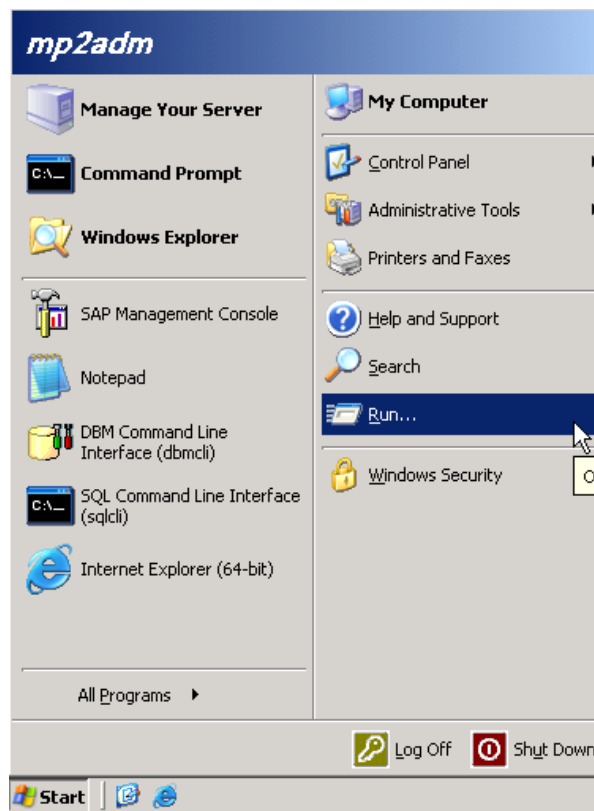 mp2adm
Manage Your Server
Command Prompt
Windows Explorer
SAP Management Console
Notepad
DBM Command Line
Interface (dbmcli)
SQL Command Line Interface
(sqlcli)
Internet Explorer (64-bit)
All Programs
My Computer
Control Panel
Administrative Tools
Printers and Faxes
Help and Support
Search
Run...
Windows Security
Log Off
Shut Down
Start